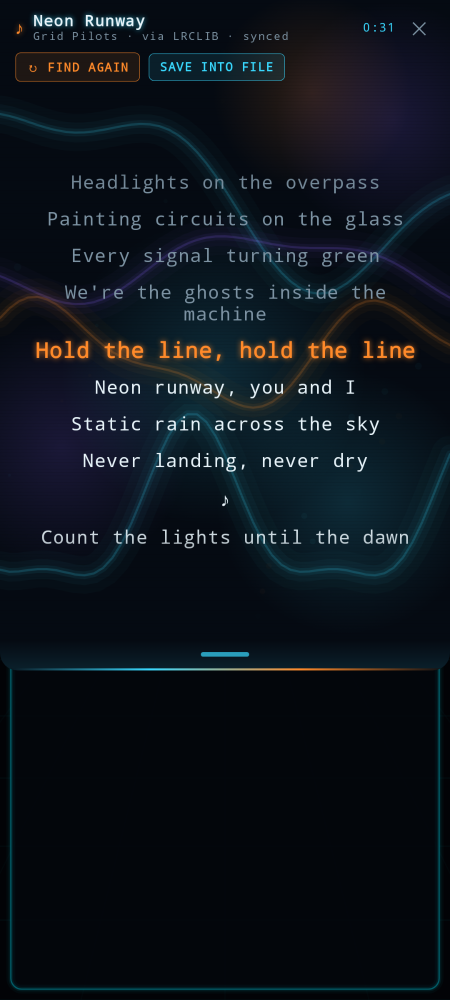 ♪ Neon Runway
Grid Pilots · via LRCLIB · synced
0:31
↻ FIND AGAIN
SAVE INTO FILE
Headlights on the overpass
Painting circuits on the glass
Every signal turning green
We're the ghosts inside the
machine
Hold the line, hold the line
Neon runway, you and I
Static rain across the sky
Never landing, never dry
♪
Count the lights until the dawn